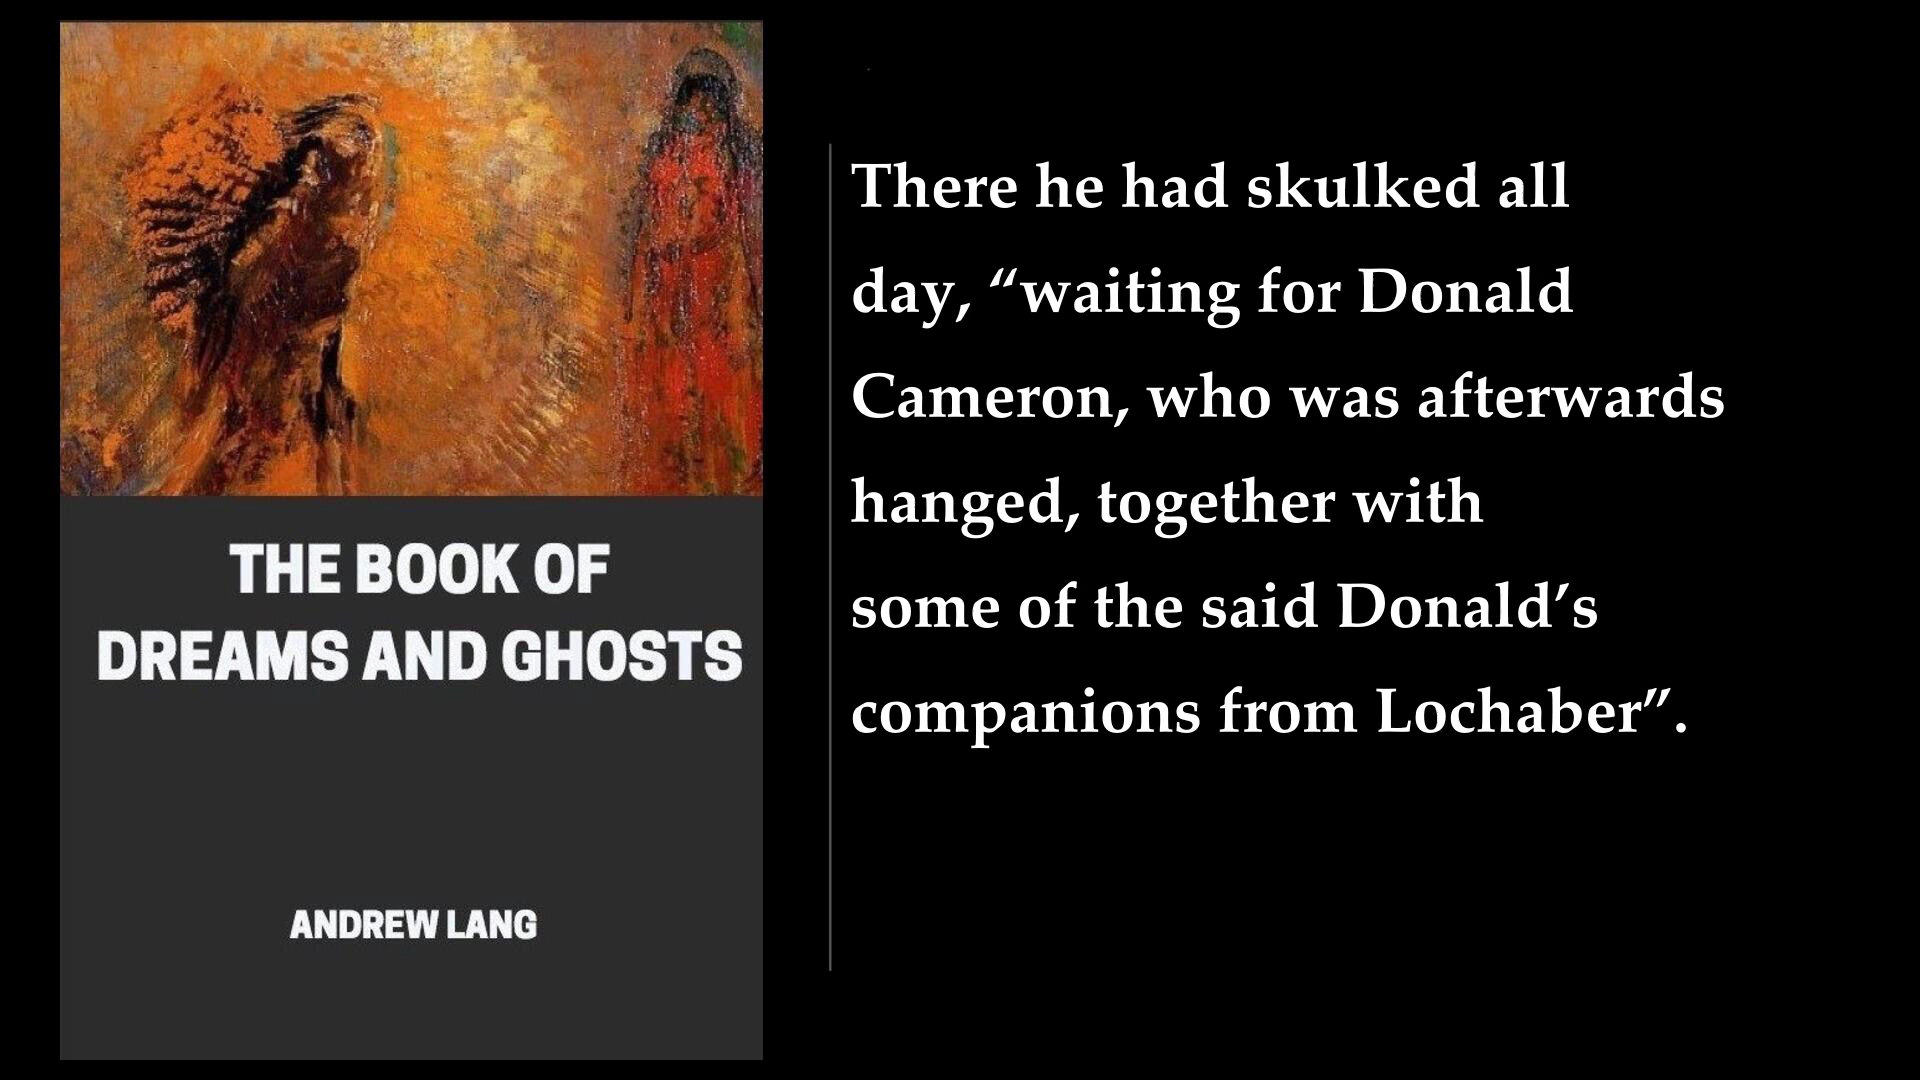 THE BOOK OF
DREAMS AND GHOSTS
ANDREW LANG
There he had skulked all
day, “waiting for Donald
Cameron, who was afterwards
hanged, together with
some of the said Donald’s
companions from Lochaber”.